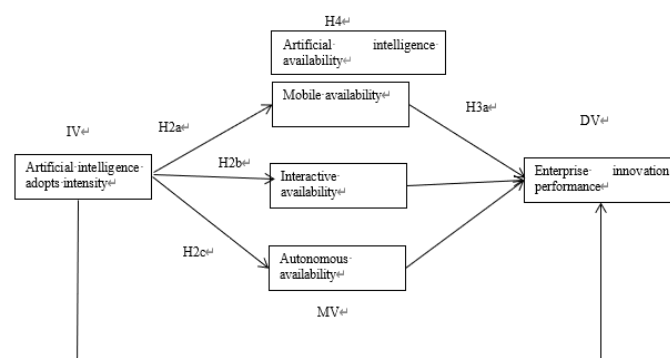 H4↵
Artificial intelligence
availability↵
Mobile availability↵
H3a↵
DV↵
IV↵
H2a↵
H2b↵
Artificial intelligence
adopts intensity↵
Interactive
availability↵
Enterprise innovation
performance↵
H2c↵
Autonomous
availability↵
MV↵